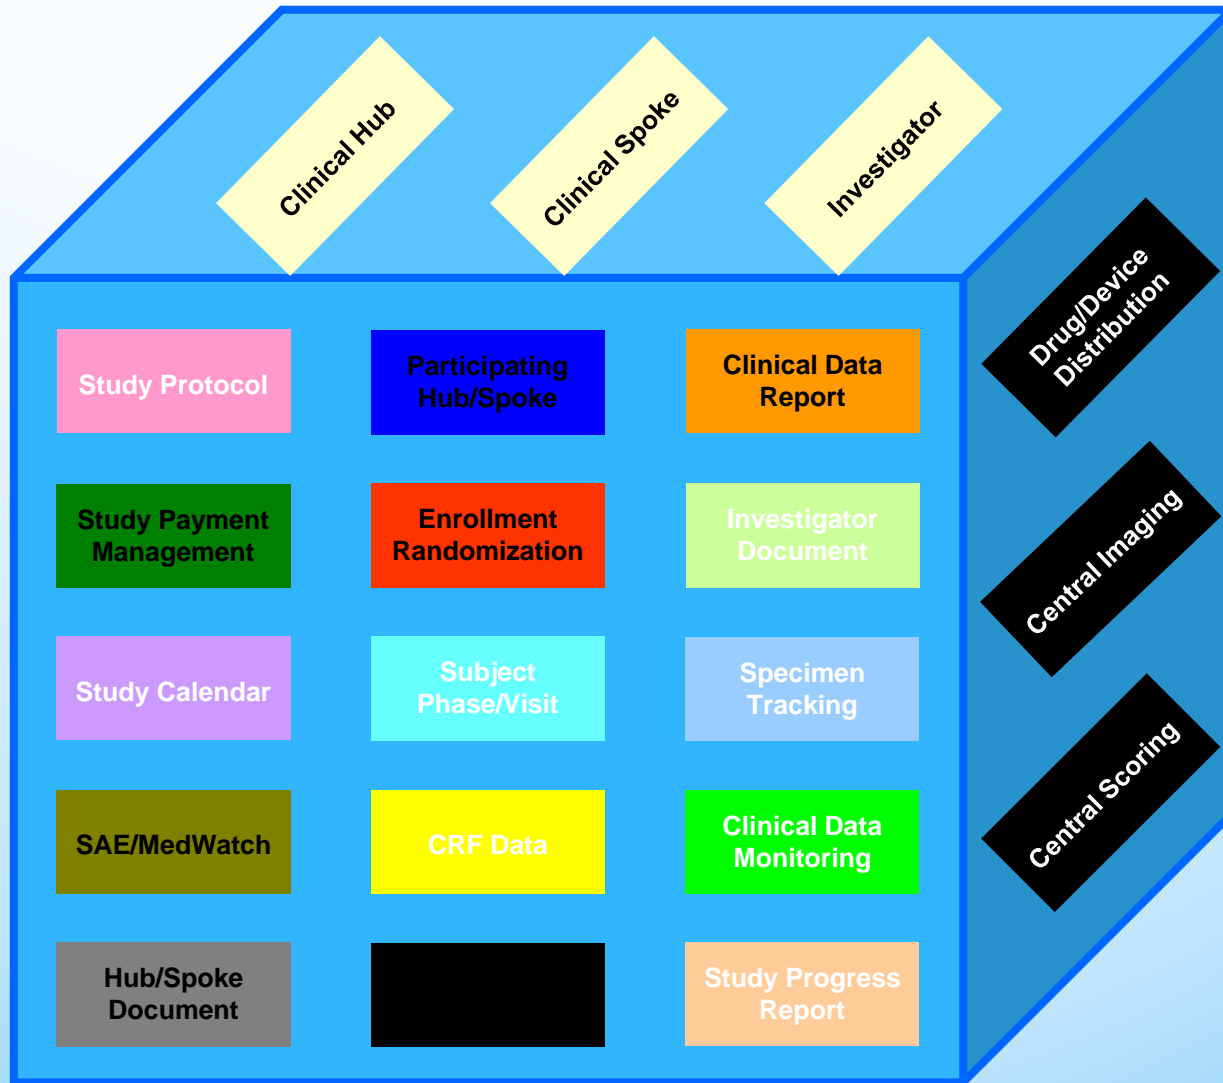 Clinical Hub
Clinical Spoke
Investigator
Drug/Device
Distribution
Central Imaging
Central Scoring
Study Protocol
Participating
Hub/Spoke
Clinical Data
Report
Study Payment
Management
Enrollment
Randomization
Investigator
Document
Study Calendar
Subject
Phase/Visit
Specimen
Tracking
SAE/MedWatch
CRF Data
Clinical Data
Monitoring
Hub/Spoke
Document
Study Progress
Report